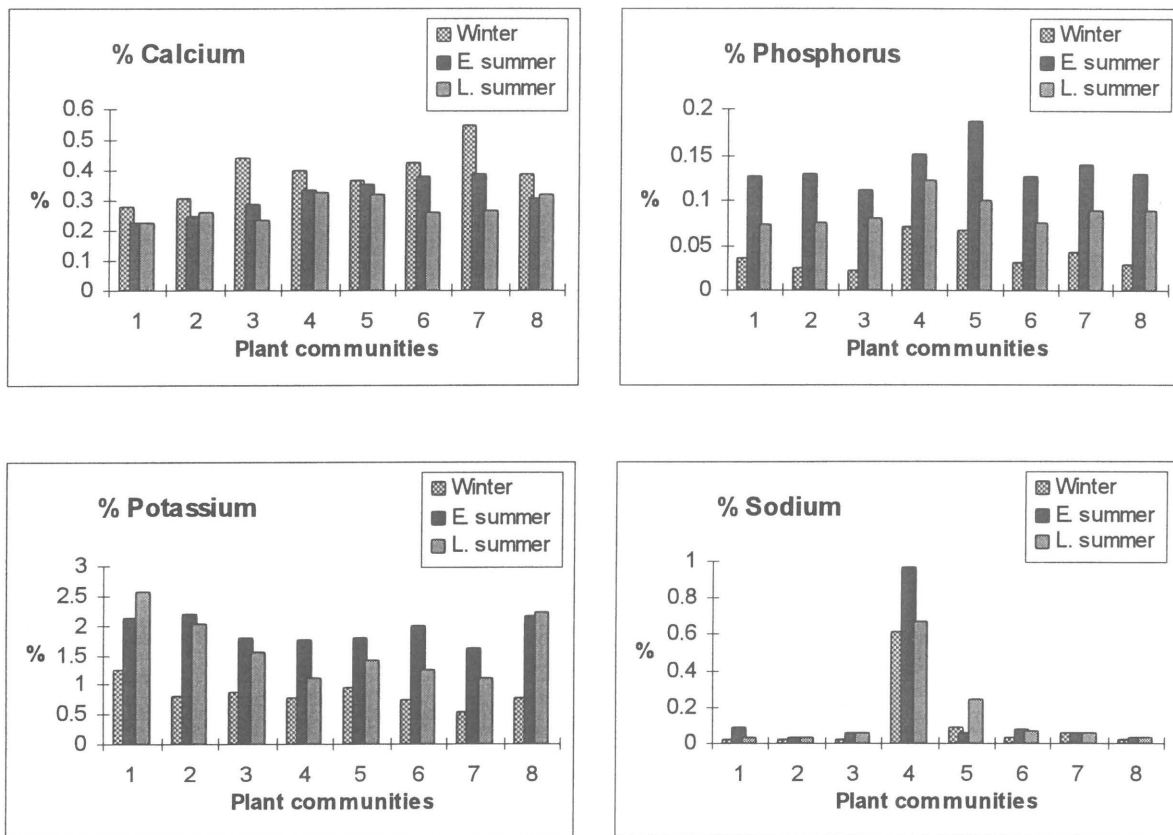 % Calcium
Winter
E. summer
L. summer
0.6
0.5
0.4
0.3
0.2
0.1
0
%
1 2 3 4 5 6 7 8
Plant communities
% Phosphorus
Winter
E. summer
L. summer
0.2
0.15
0.1
0.05
0
%
1 2 3 4 5 6 7 8
Plant communities
% Potassium
Winter
E. summer
L. summer
3
2.5
2
1.5
1
0.5
0
%
1 2 3 4 5 6 7 8
Plant communities
% Sodium
Winter
E. summer
L. summer
1
0.8
0.6
0.4
0.2
0
%
1 2 3 4 5 6 7 8
Plant communities